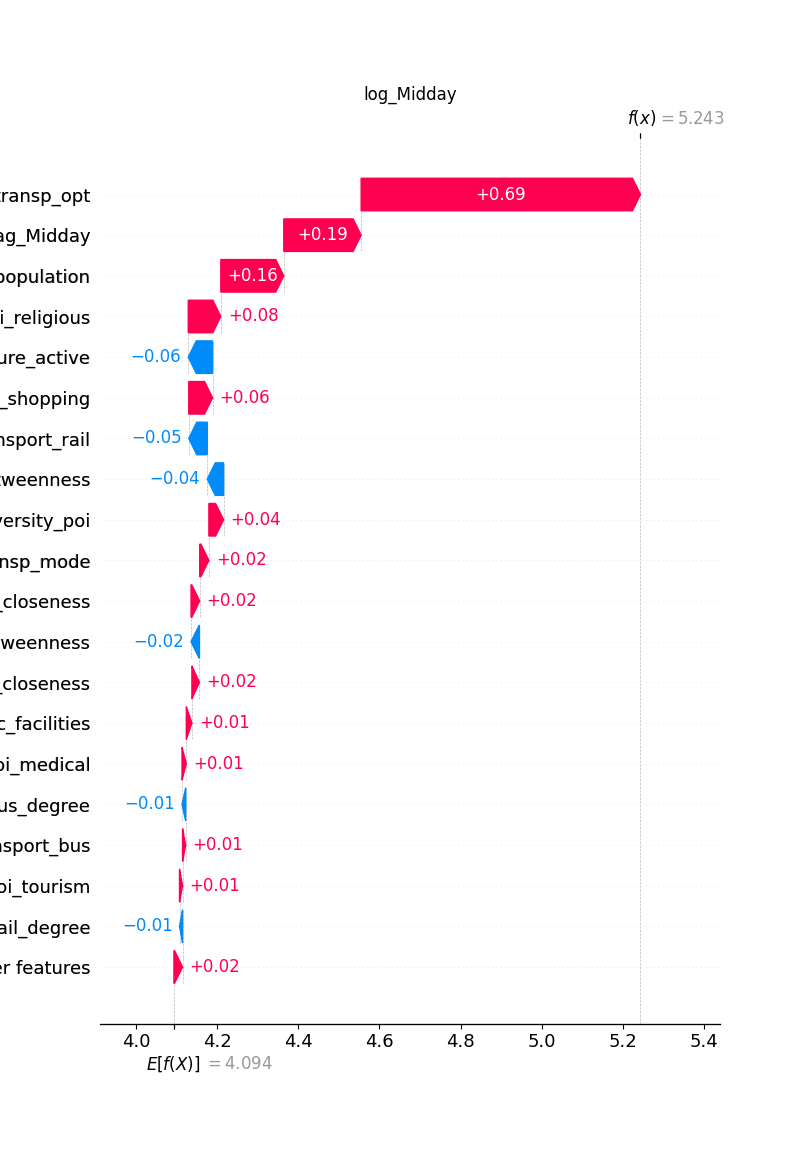 log_Midday
f(x) = 5.243
ransp_opt
+0.69
ag_Midday
+0.19
population
+0.16
i_religious
+0.08
ure_active
−0.06
_shopping
+0.06
nsport_rail
−0.05
tweenness
−0.04
versity_poi
+0.04
nsp_mode
+0.02
_closeness
+0.02
weenness
−0.02
_closeness
+0.02
c_facilities
+0.01
oi_medical
+0.01
us_degree
−0.01
nsport_bus
+0.01
oi_tourism
+0.01
ail_degree
−0.01
er features
+0.02
4.0 4.2 4.4 4.6 4.8 5.0 5.2 5.4
E[f(X)] = 4.094